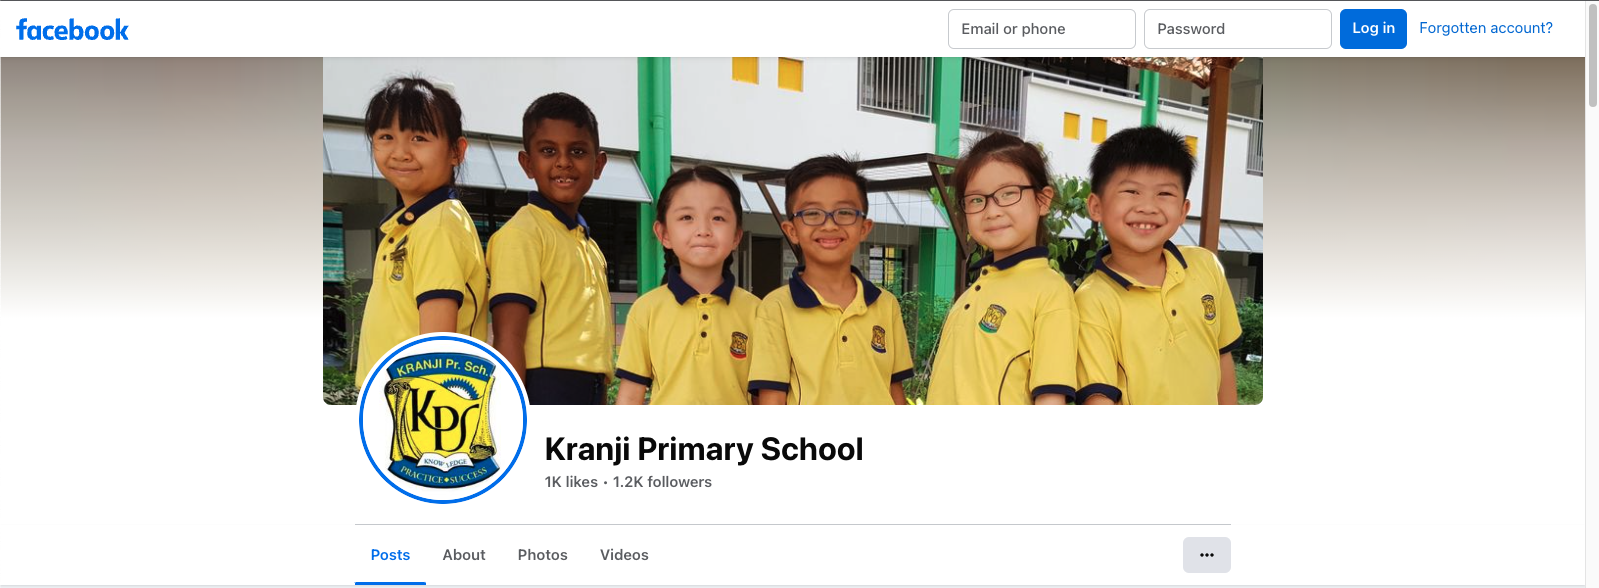 facebook
Email or phone
Password
Log in
Forgotten account?
KRANJI Pr. Sch.
KPS
KNOWLEDGE
PRACTICE SUCCESS
Kranji Primary School
1K likes • 1.2K followers
Posts
About
Photos
Videos